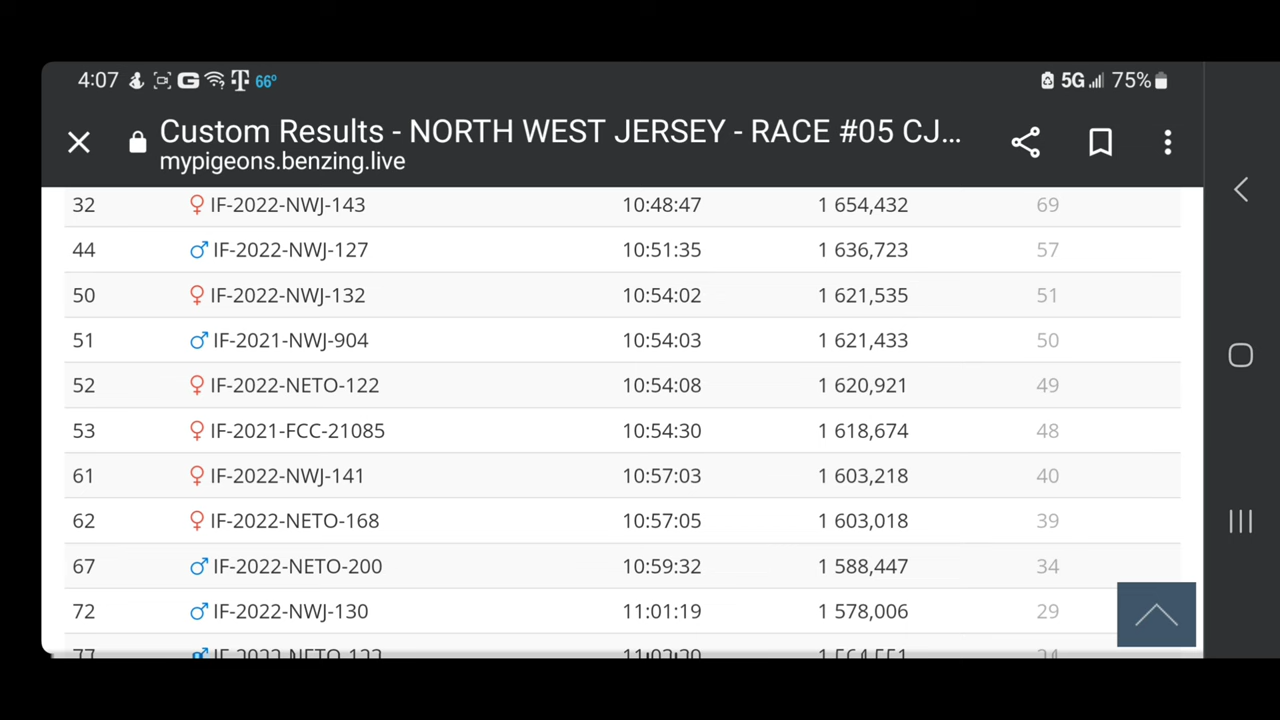 4:07 G T 66° 5G 75%
Custom Results - NORTH WEST JERSEY - RACE #05 CJ...
mypigeons.benzing.live
32 ♀ IF-2022-NWJ-143 10:48:47 1 654,432 69
44 ♂ IF-2022-NWJ-127 10:51:35 1 636,723 57
50 ♀ IF-2022-NWJ-132 10:54:02 1 621,535 51
51 ♂ IF-2021-NWJ-904 10:54:03 1 621,433 50
52 ♀ IF-2022-NETO-122 10:54:08 1 620,921 49
53 ♀ IF-2021-FCC-21085 10:54:30 1 618,674 48
61 ♀ IF-2022-NWJ-141 10:57:03 1 603,218 40
62 ♀ IF-2022-NETO-168 10:57:05 1 603,018 39
67 ♂ IF-2022-NETO-200 10:59:32 1 588,447 34
72 ♂ IF-2022-NWJ-130 11:01:19 1 578,006 29
77